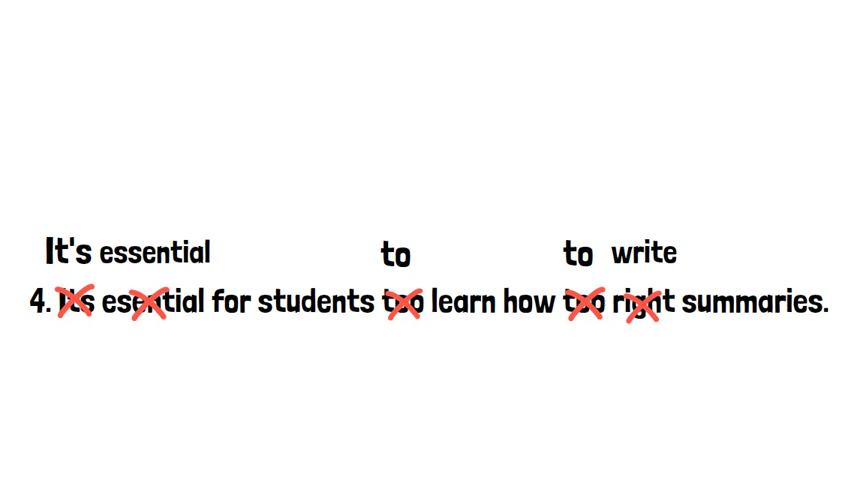 It's essential to to write
4. Its esential for students too learn how too right summaries.